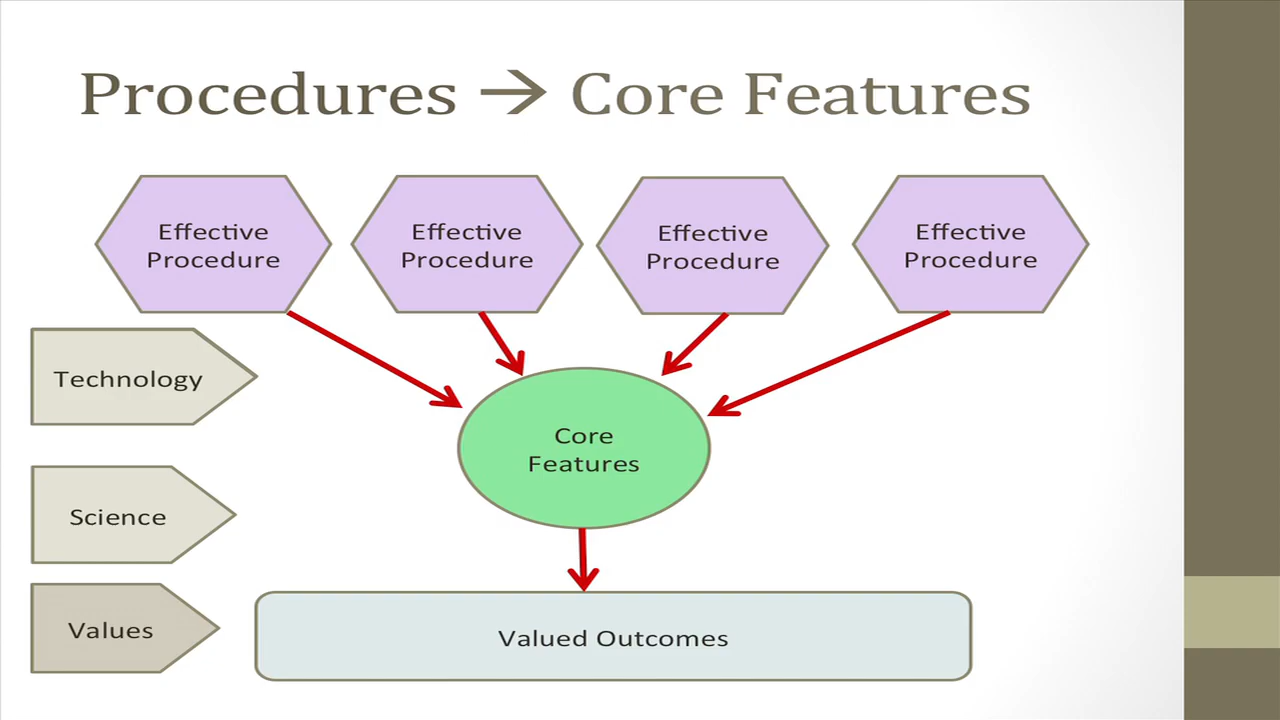 Procedures → Core Features
Effective
Procedure
Effective
Procedure
Effective
Procedure
Effective
Procedure
Technology
Core
Features
Science
Values
Valued Outcomes